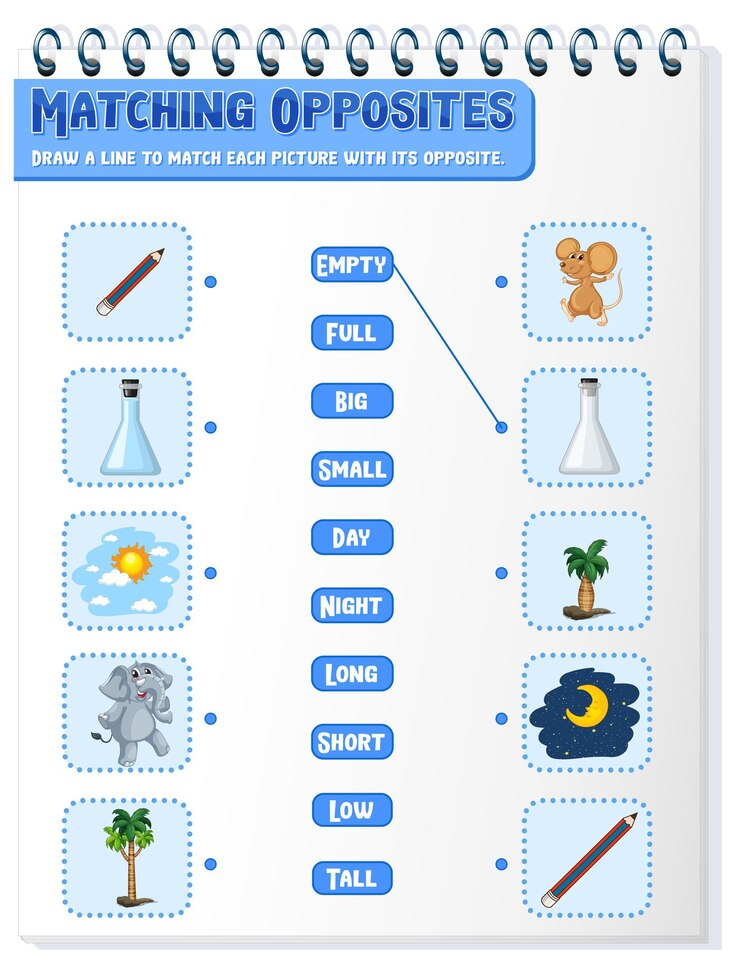 Matching Opposites
Draw a line to match each picture with its opposite.
Empty
Full
Big
Small
Day
Night
Long
Short
Low
Tall